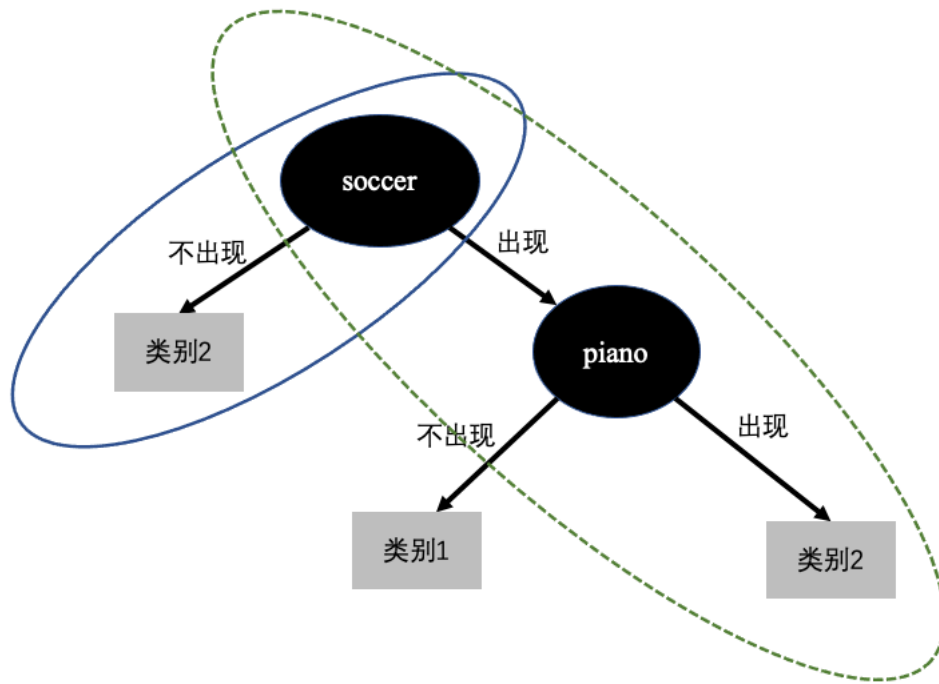 soccer
不出现
出现
类别2
piano
不出现
出现
类别1
类别2